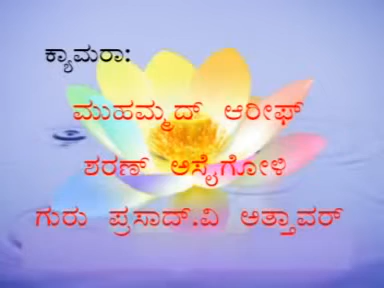 ಕ್ಯಾಮರಾ:
ಮುಹಮ್ಮದ್ ಆರೀಫ್
ಶರಣ್ ಅಸೈಗೋಳಿ
ಗುರು ಪ್ರಸಾದ್.ವಿ ಅತ್ತಾವರ್